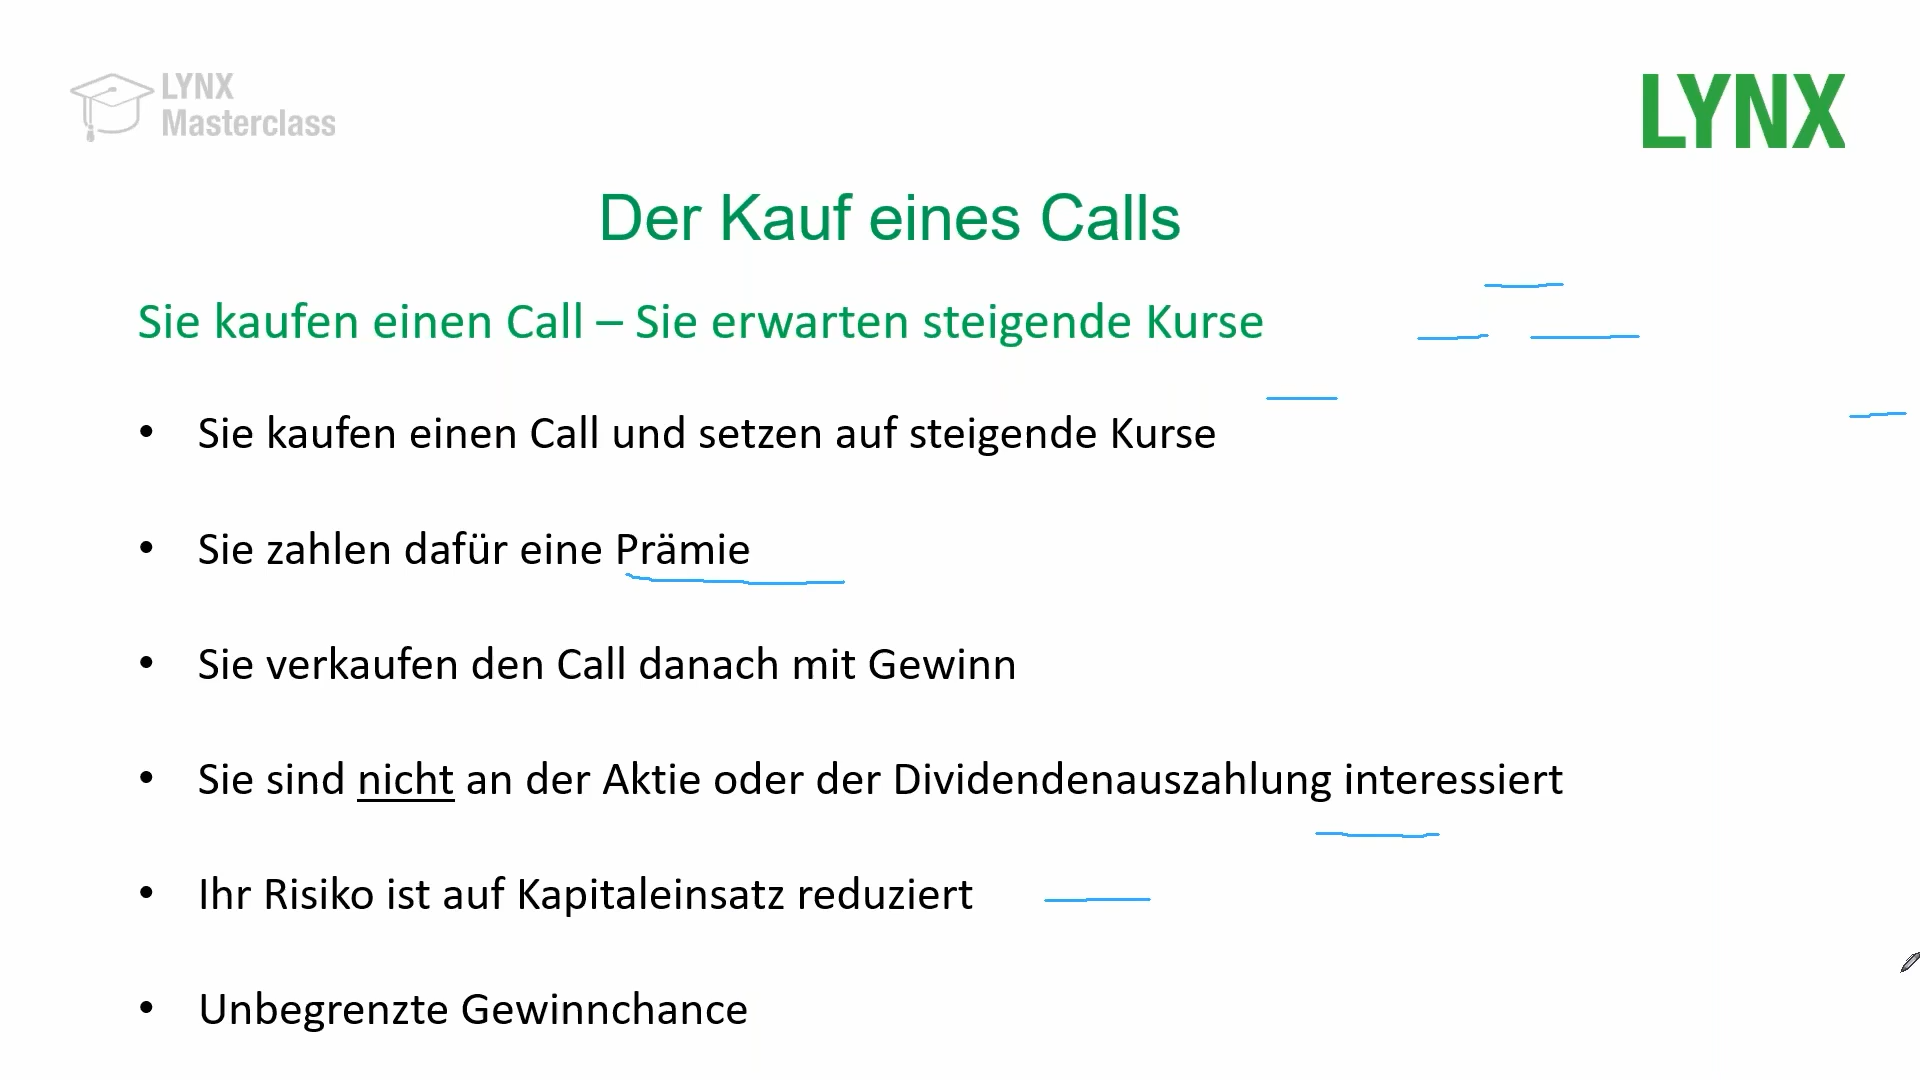 LYNX
Masterclass
LYNX
Der Kauf eines Calls
Sie kaufen einen Call – Sie erwarten steigende Kurse
• Sie kaufen einen Call und setzen auf steigende Kurse
• Sie zahlen dafür eine Prämie
• Sie verkaufen den Call danach mit Gewinn
• Sie sind nicht an der Aktie oder der Dividendenauszahlung interessiert
• Ihr Risiko ist auf Kapitaleinsatz reduziert
• Unbegrenzte Gewinnchance